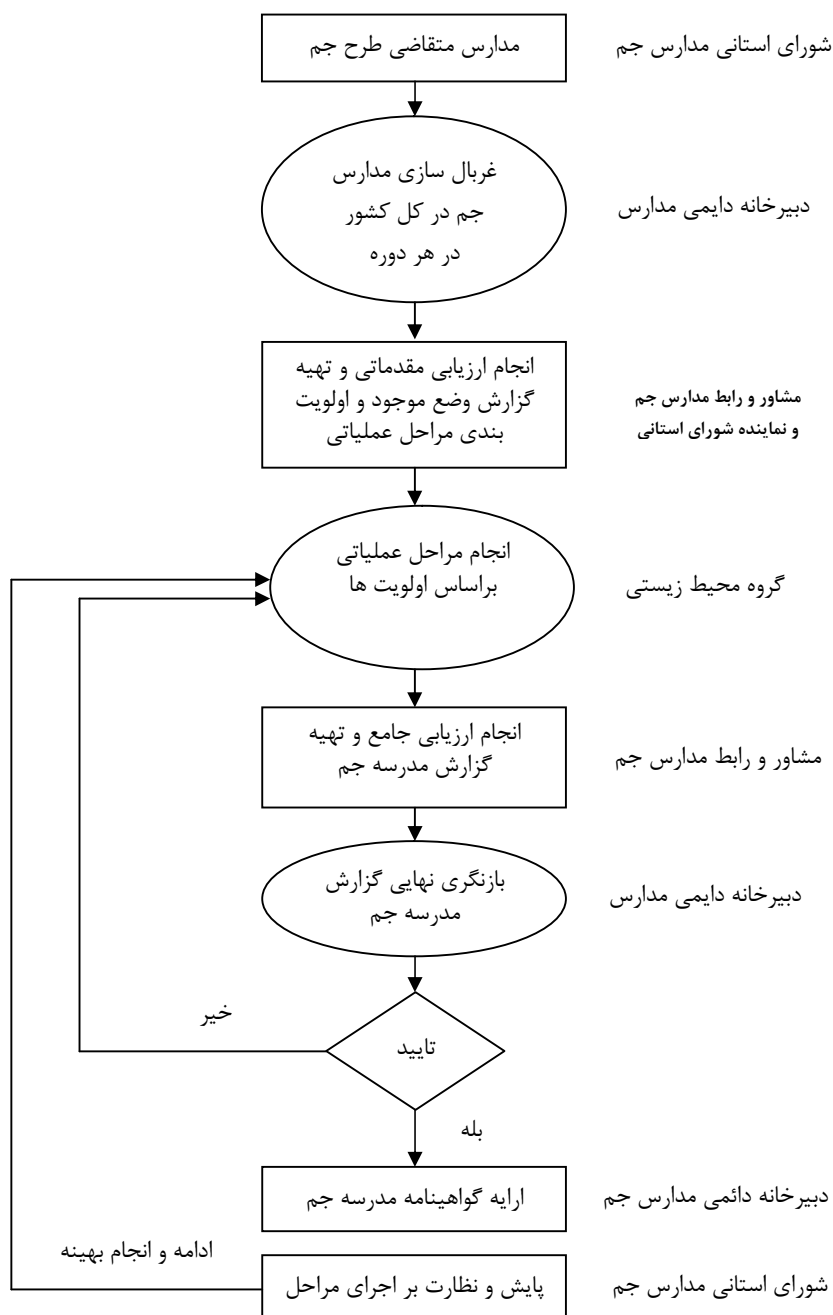 مدارس متقاضی طرح جم
شورای استانی مدارس جم
غربال سازی مدارس
جم در کل کشور
در هر دوره
دبیرخانه دایمی مدارس
انجام ارزیابی مقدماتی و تهیه
گزارش وضع موجود و اولویت
بندی مراحل عملیاتی
مشاور و رابط مدارس جم
و نماینده شورای استانی
انجام مراحل عملیاتی
براساس اولویت ها
گروه محیط زیستی
انجام ارزیابی جامع و تهیه
گزارش مدرسه جم
مشاور و رابط مدارس جم
بازنگری نهایی گزارش
مدرسه جم
دبیرخانه دایمی مدارس
تایید
خیر
بله
ارایه گواهینامه مدرسه جم
دبیرخانه دائمی مدارس جم
ادامه و انجام بهینه
پایش و نظارت بر اجرای مراحل
شورای استانی مدارس جم